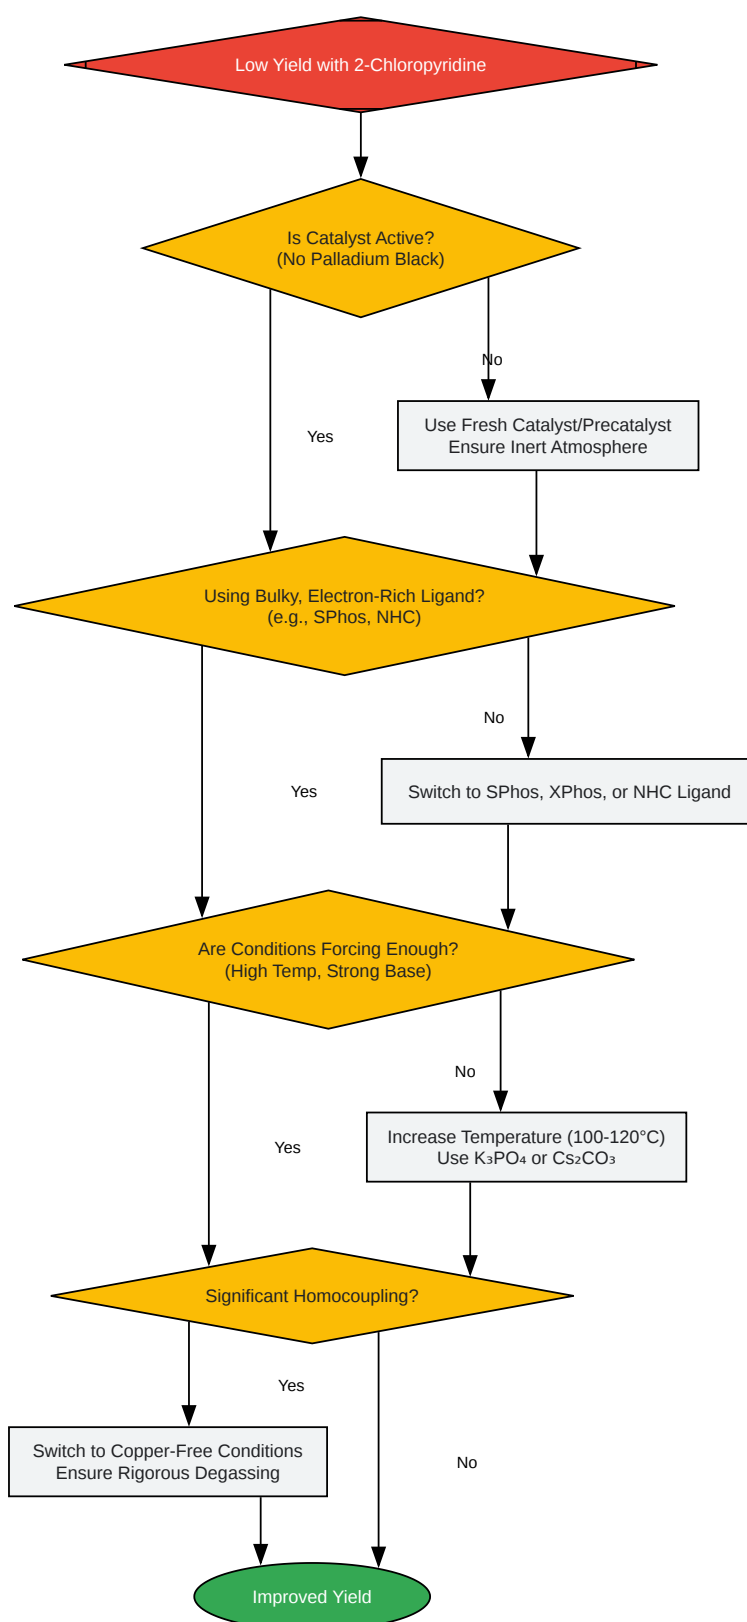 Low Yield with 2-Chloropyridine
Is Catalyst Active?
(No Palladium Black)
No
Use Fresh Catalyst/Precatalyst
Ensure Inert Atmosphere
Yes
Using Bulky, Electron-Rich Ligand?
(e.g., SPhos, NHC)
No
Switch to SPhos, XPhos, or NHC Ligand
Yes
Are Conditions Forcing Enough?
(High Temp, Strong Base)
No
Increase Temperature (100-120°C)
Use K₃PO₄ or Cs₂CO₃
Yes
Significant Homocoupling?
Yes
Switch to Copper-Free Conditions
Ensure Rigorous Degassing
No
Improved Yield